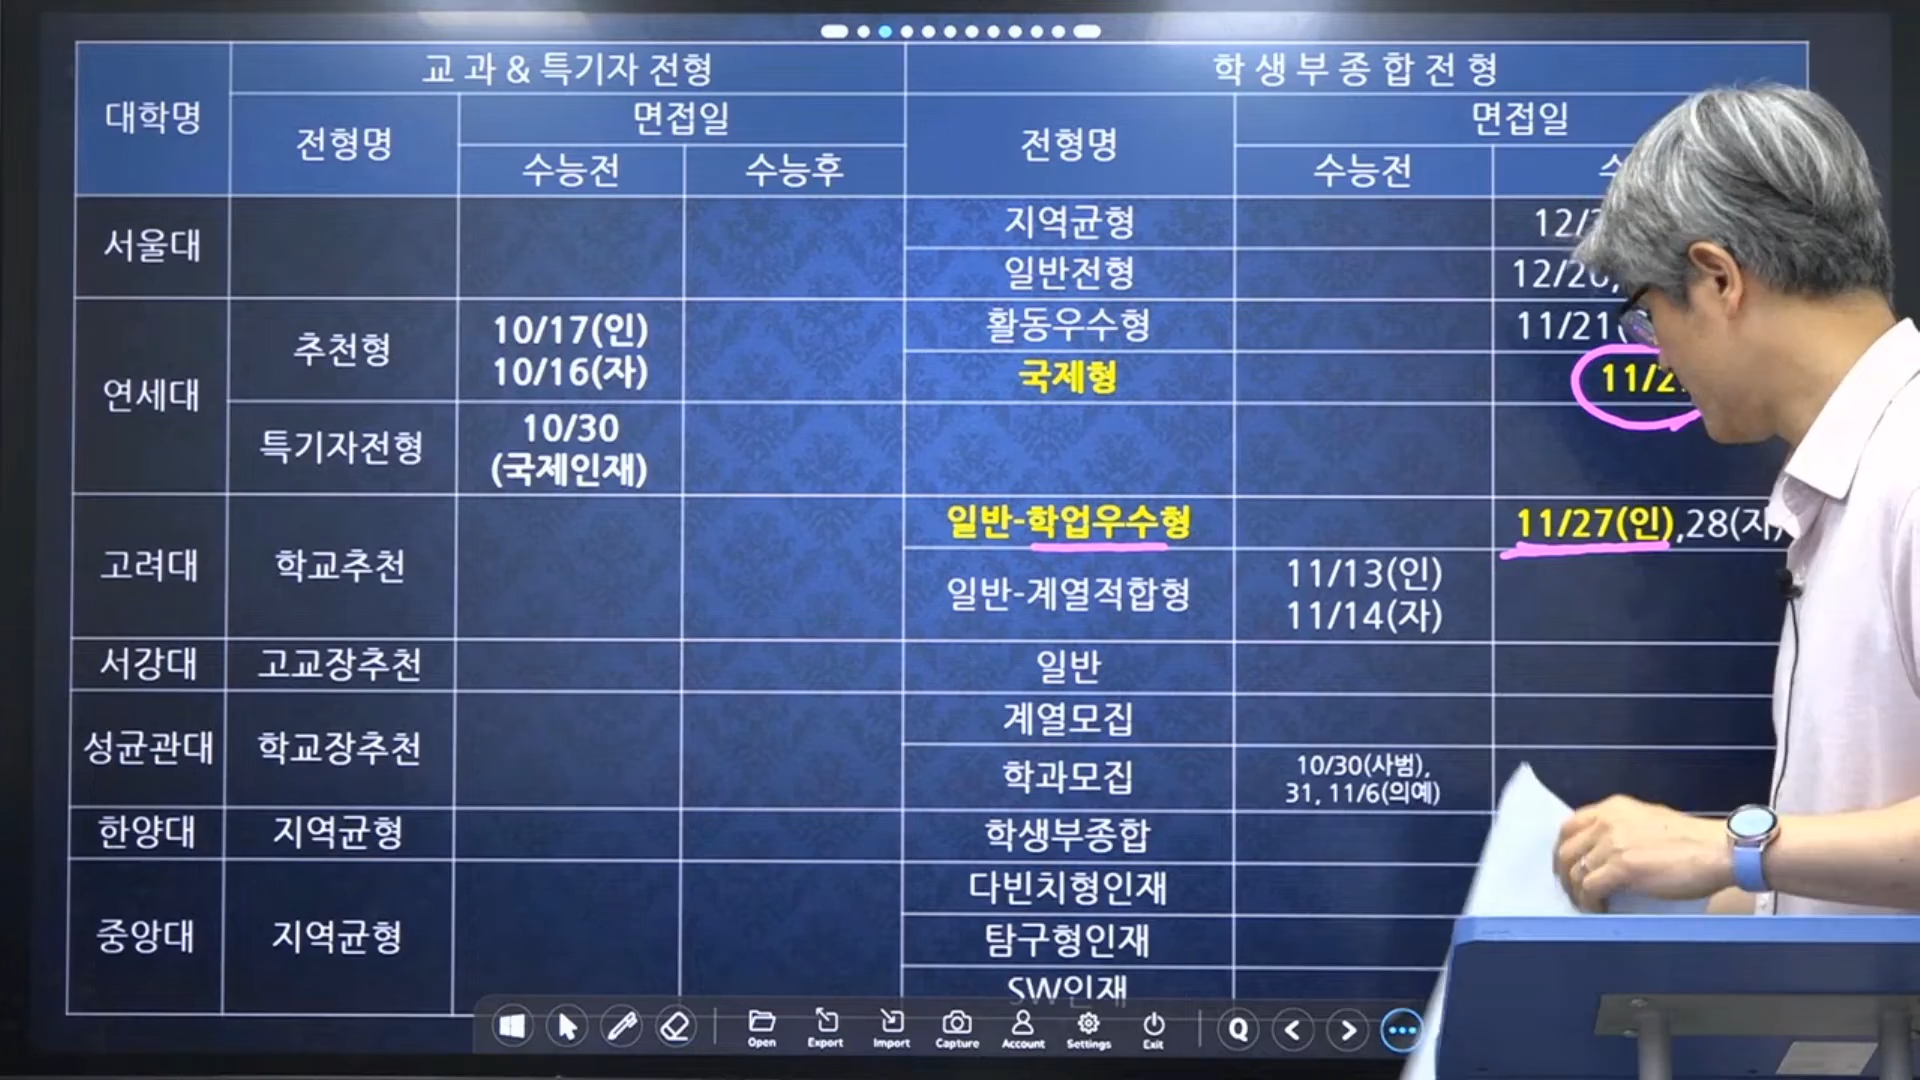 대학명
교과&특기자 전형
학생부종합전형
전형명
면접일
전형명
면접일
수능전
수능후
수능전
서울대
지역균형
일반전형
연세대
추천형
10/17(인)
10/16(자)
활동우수형
11/21
국제형
특기자전형
10/30
(국제인재)
고려대
학교추천
일반-학업우수형
11/27(인),28(자)
일반-계열적합형
11/13(인)
11/14(자)
서강대
고교장추천
일반
성균관대
학교장추천
계열모집
학과모집
10/30(사범),
31, 11/6(의예)
한양대
지역균형
학생부종합
중앙대
지역균형
다빈치형인재
탐구형인재
SW인재
Open
Export
Import
Capture
Account
Settings
Exit